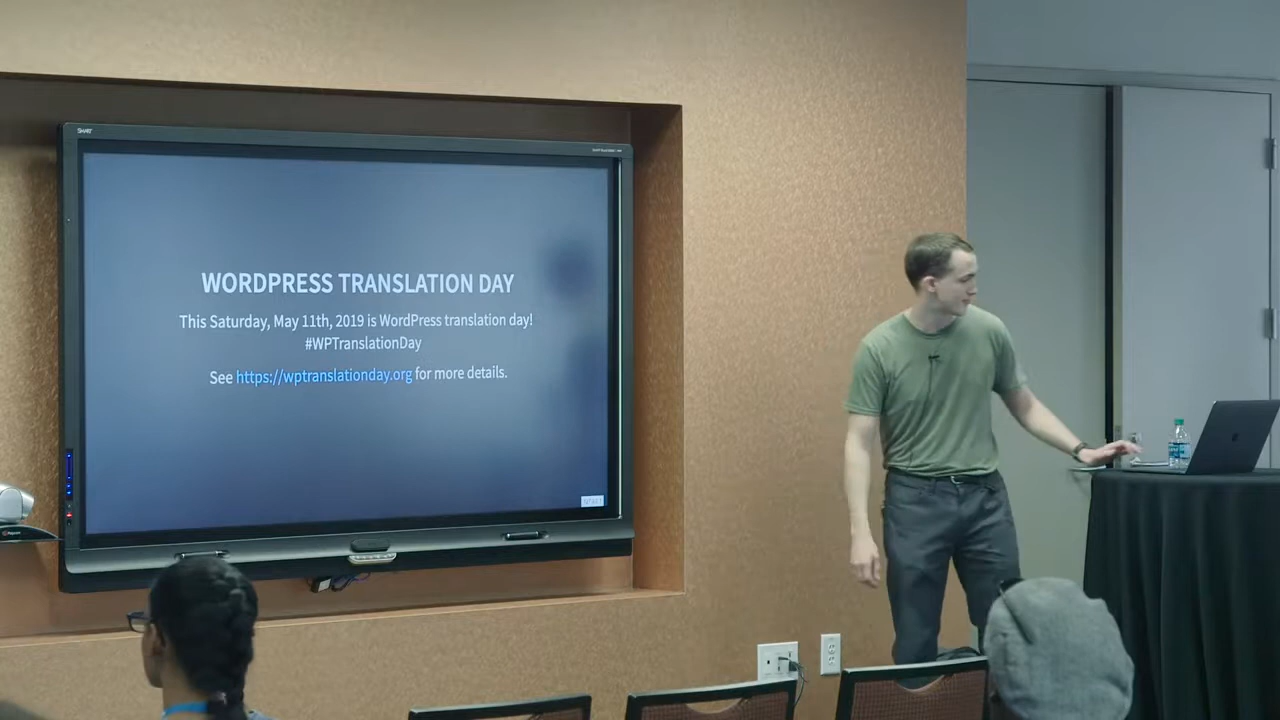 SMART
WORDPRESS TRANSLATION DAY
This Saturday, May 11th, 2019 is WordPress translation day!
#WPTranslationDay
See https://wptranslationday.org for more details.